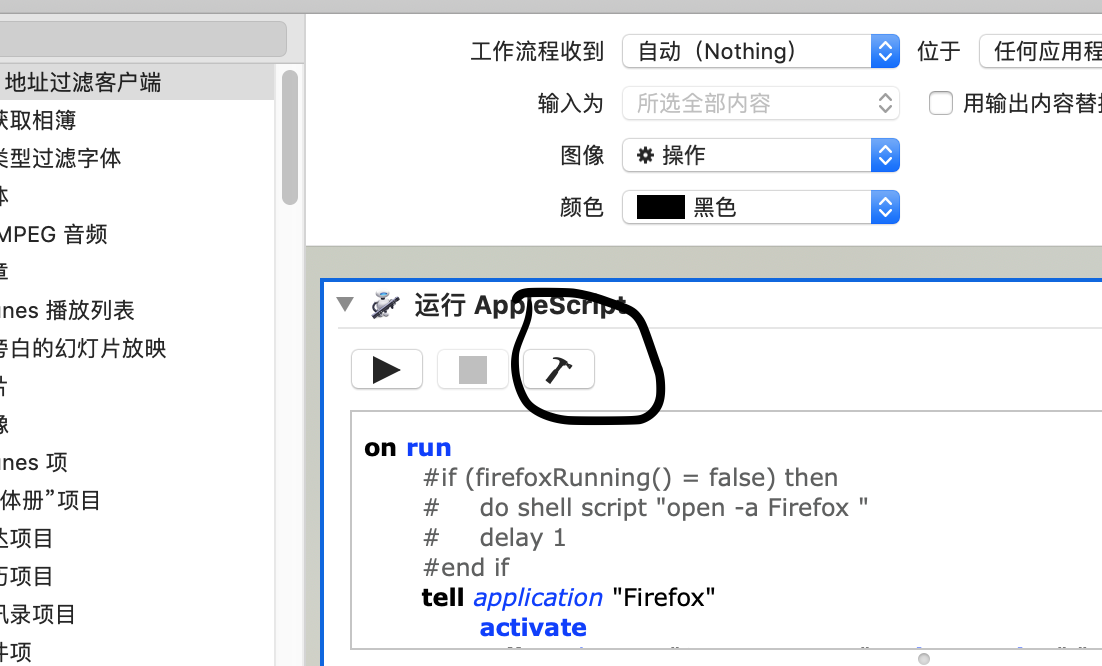 工作流程收到 自动（Nothing） 位于 任何应用程
输入为 所选全部内容 用输出内容替
图像 操作
颜色 黑色
地址过滤客户端
获取相簿
类型过滤字体
体
MPEG 音频
章
unes 播放列表
旁白的幻灯片放映
片
像
unes 项
体册”项目
达项目
历项目
讯录项目
件项
运行 AppleScript
on run
#if (firefoxRunning() = false) then
# do shell script "open -a Firefox "
# delay 1
#end if
tell application "Firefox"
activate